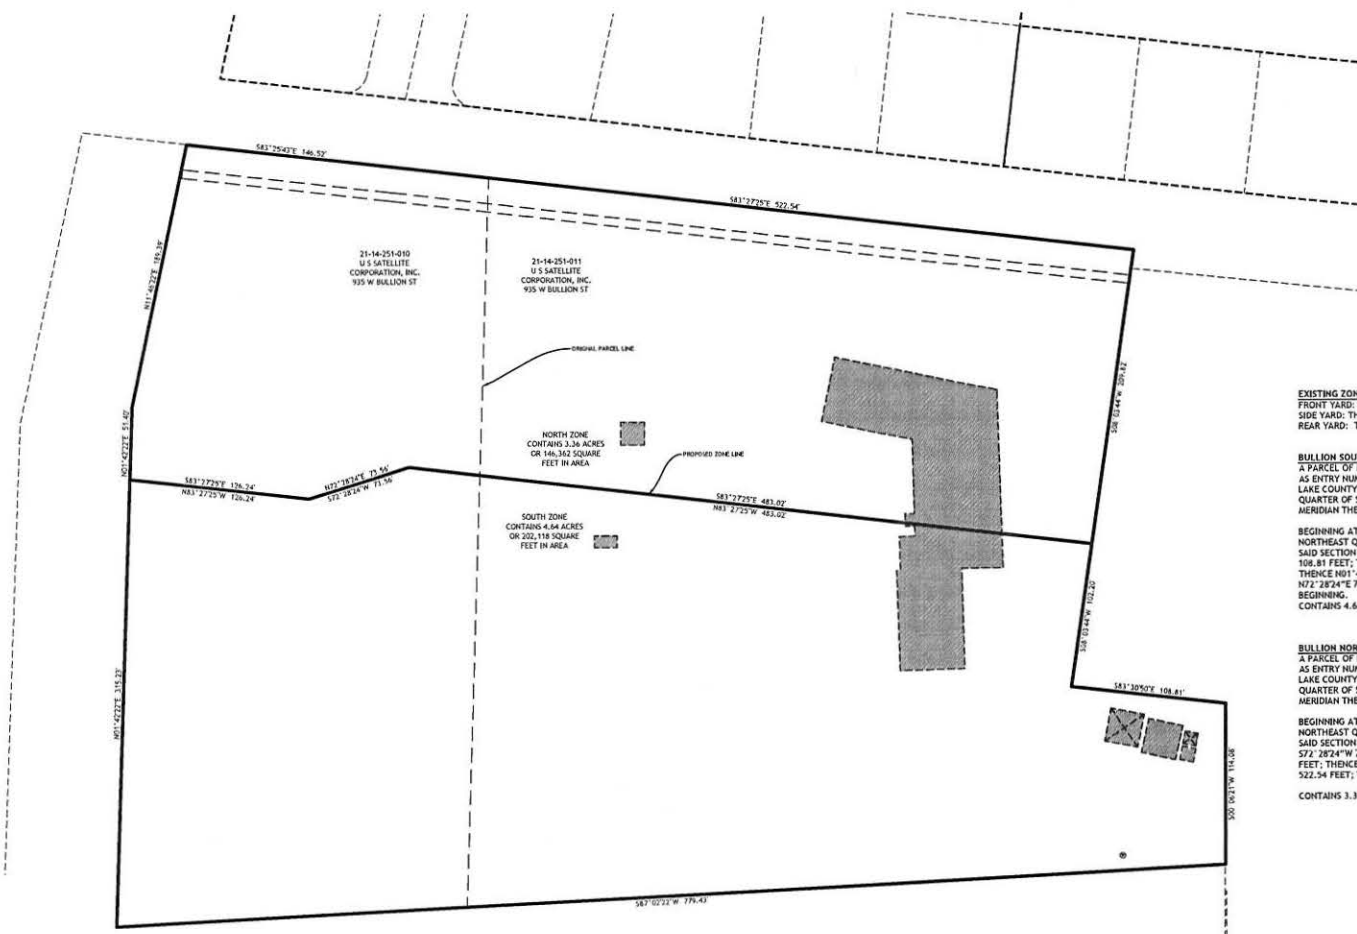 S83°25'43"E 146.52'
S83°27'25"E 522.54'
N11°46'22"E 189.39'
21-14-251-010
U S SATELLITE
CORPORATION, INC.
935 W BULLION ST
21-14-251-011
U S SATELLITE
CORPORATION, INC.
935 W BULLION ST
ORIGINAL PARCEL LINE
S08°03'44"W 209.82'
N01°42'22"E 51.40'
NORTH ZONE
CONTAINS 3.36 ACRES
OR 146,362 SQUARE
FEET IN AREA
PROPOSED ZONE LINE
S83°27'25"E 126.24'
N83°27'25"W 126.24'
N72°28'24"E 73.56'
S72°28'24"W 73.56'
S83°27'25"E 483.02'
N83°27'25"W 483.02'
SOUTH ZONE
CONTAINS 4.64 ACRES
OR 202,118 SQUARE
FEET IN AREA
S08°03'44"W 102.20'
S83°30'50"E 108.81'
N01°42'22"E 315.23'
S00°06'21"W 114.08'
S87°02'22"W 779.43'
EXISTING ZON
FRONT YARD:
SIDE YARD: TH
REAR YARD: T
BULLION SOU
A PARCEL OF
AS ENTRY NUM
LAKE COUNTY
QUARTER OF S
MERIDIAN THE
BEGINNING AT
NORTHEAST Q
SAID SECTION
108.81 FEET;
THENCE N01°
N72°28'24"E 7
BEGINNING.
CONTAINS 4.6
BULLION NOR
A PARCEL OF
AS ENTRY NUM
LAKE COUNTY
QUARTER OF S
MERIDIAN THE
BEGINNING AT
NORTHEAST Q
SAID SECTION
S72°28'24"W
FEET; THENCE
522.54 FEET;
CONTAINS 3.3